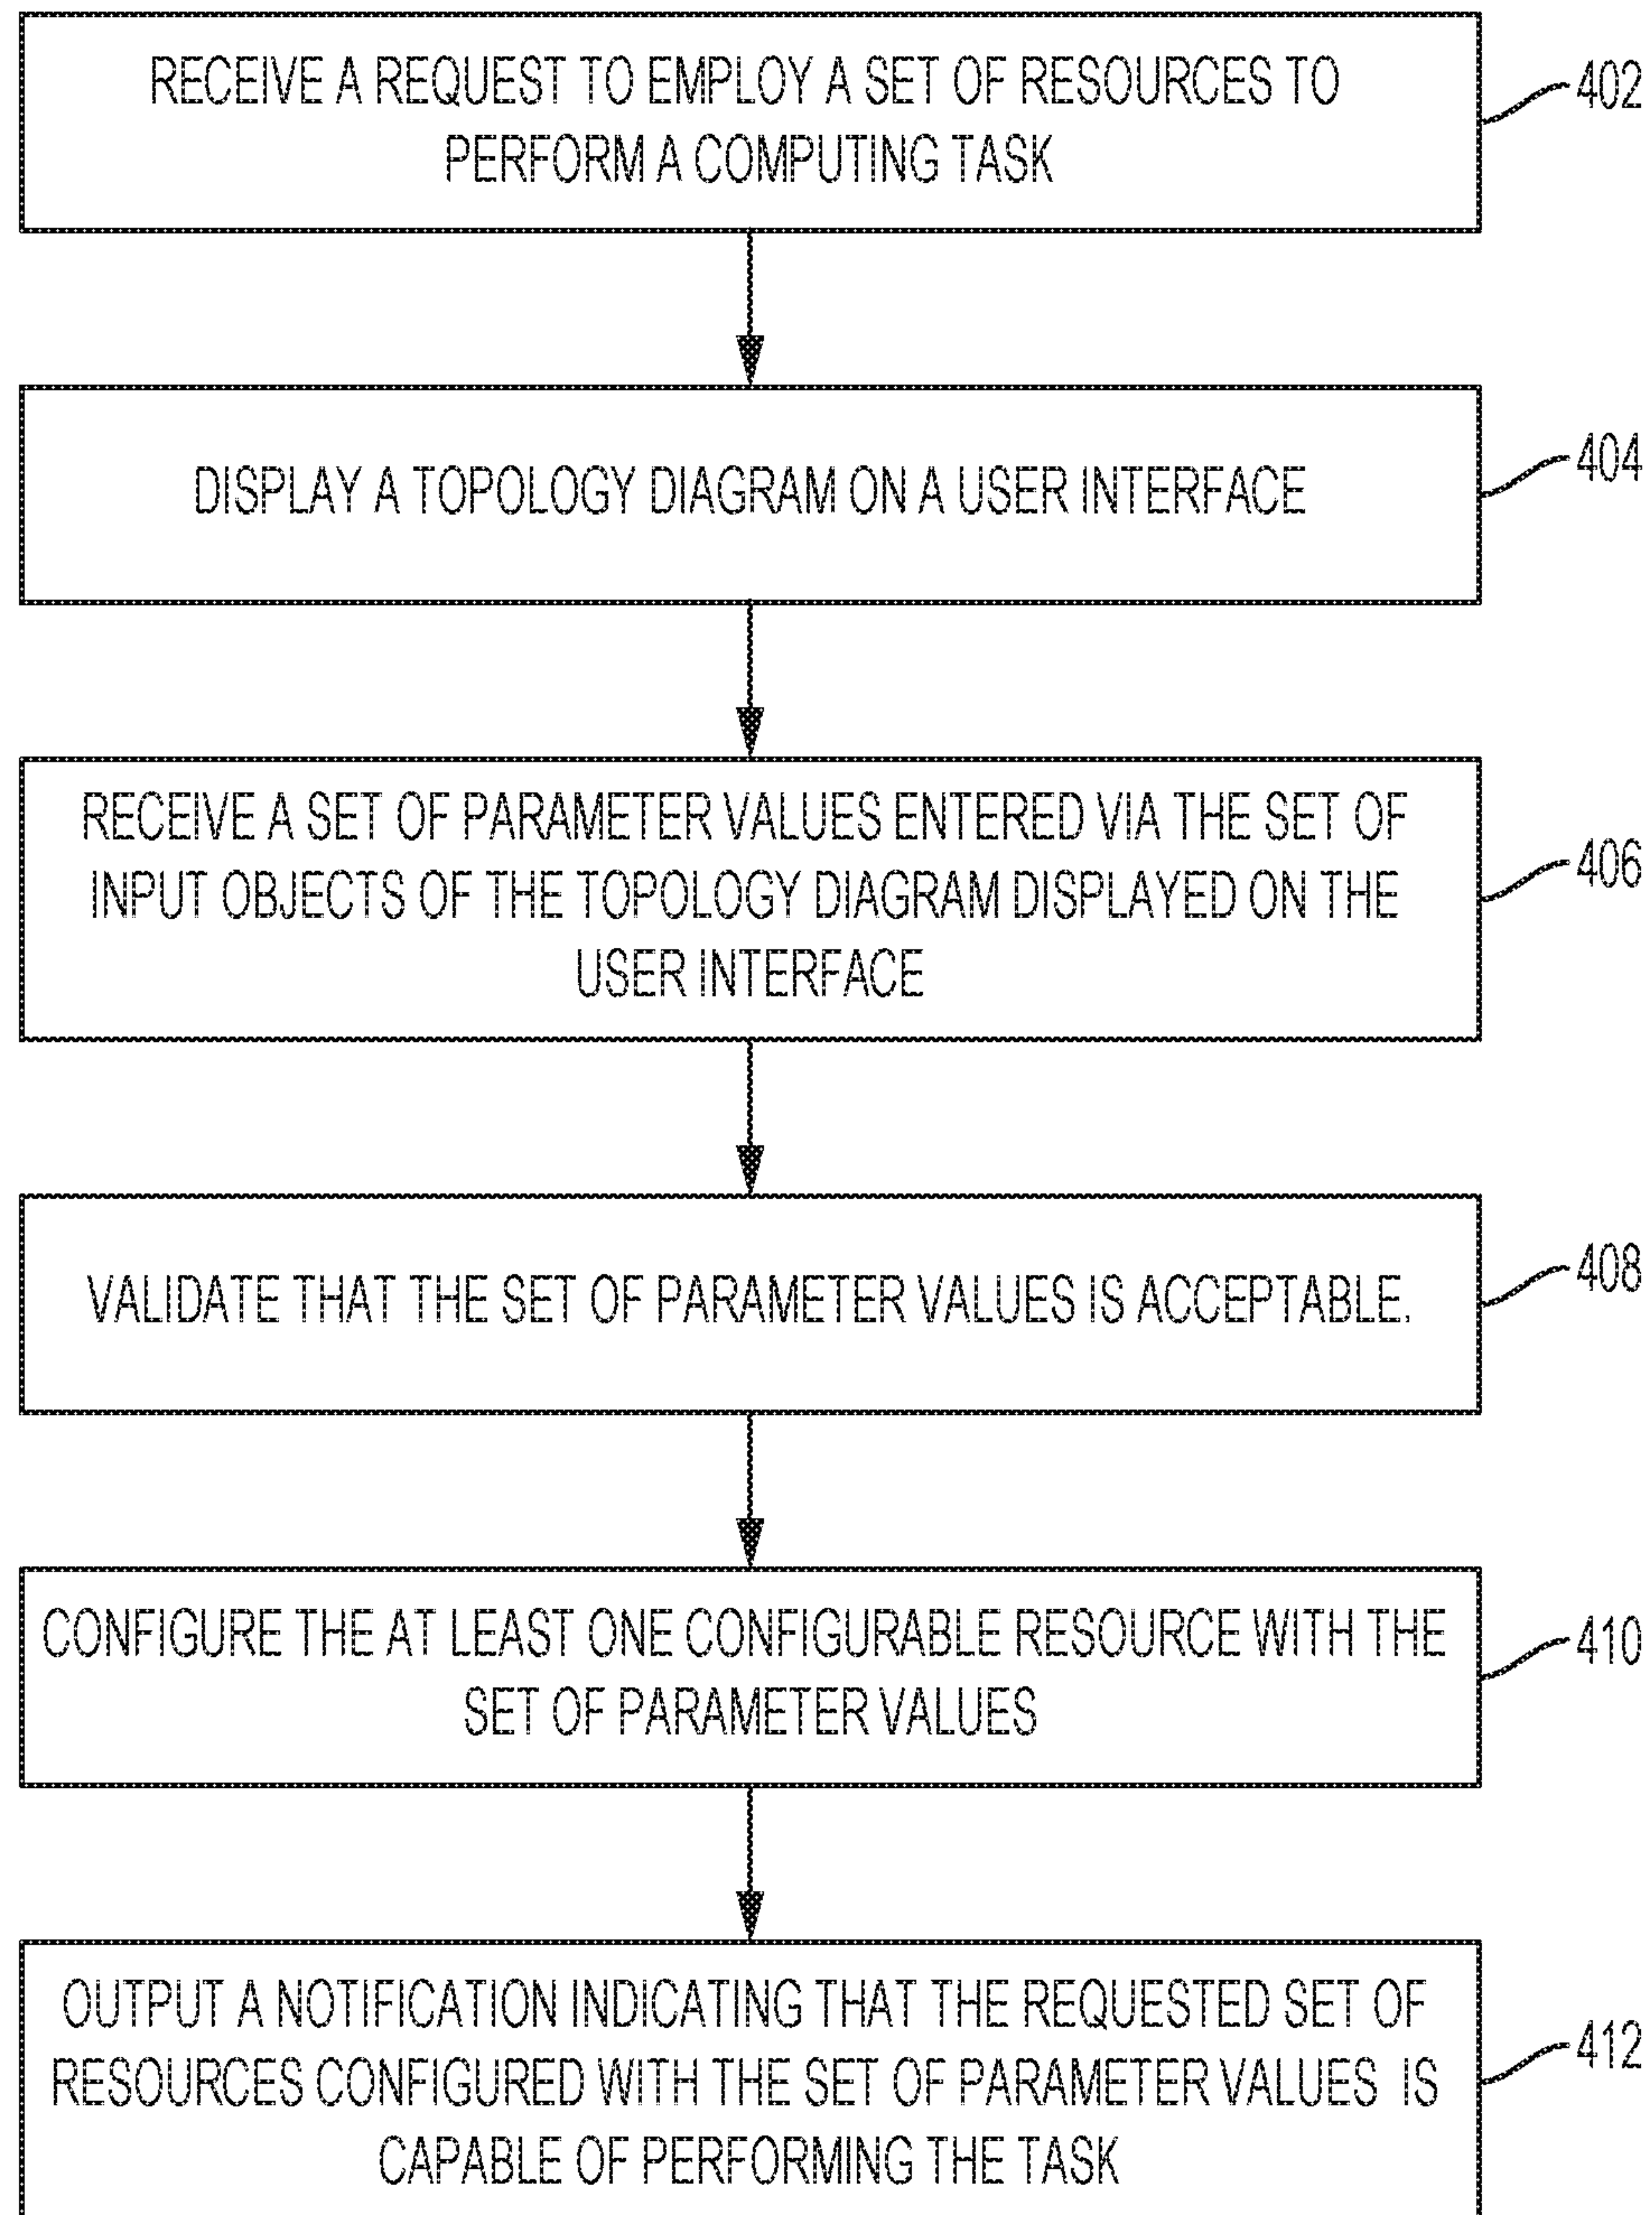 RECEIVE A REQUEST TO EMPLOY A SET OF RESOURCES TO
PERFORM A COMPUTING TASK
402
DISPLAY A TOPOLOGY DIAGRAM ON A USER INTERFACE
404
RECEIVE A SET OF PARAMETER VALUES ENTERED VIA THE SET OF
INPUT OBJECTS OF THE TOPOLOGY DIAGRAM DISPLAYED ON THE
USER INTERFACE
406
VALIDATE THAT THE SET OF PARAMETER VALUES IS ACCEPTABLE.
408
CONFIGURE THE AT LEAST ONE CONFIGURABLE RESOURCE WITH THE
SET OF PARAMETER VALUES
410
OUTPUT A NOTIFICATION INDICATING THAT THE REQUESTED SET OF
RESOURCES CONFIGURED WITH THE SET OF PARAMETER VALUES IS
CAPABLE OF PERFORMING THE TASK
412